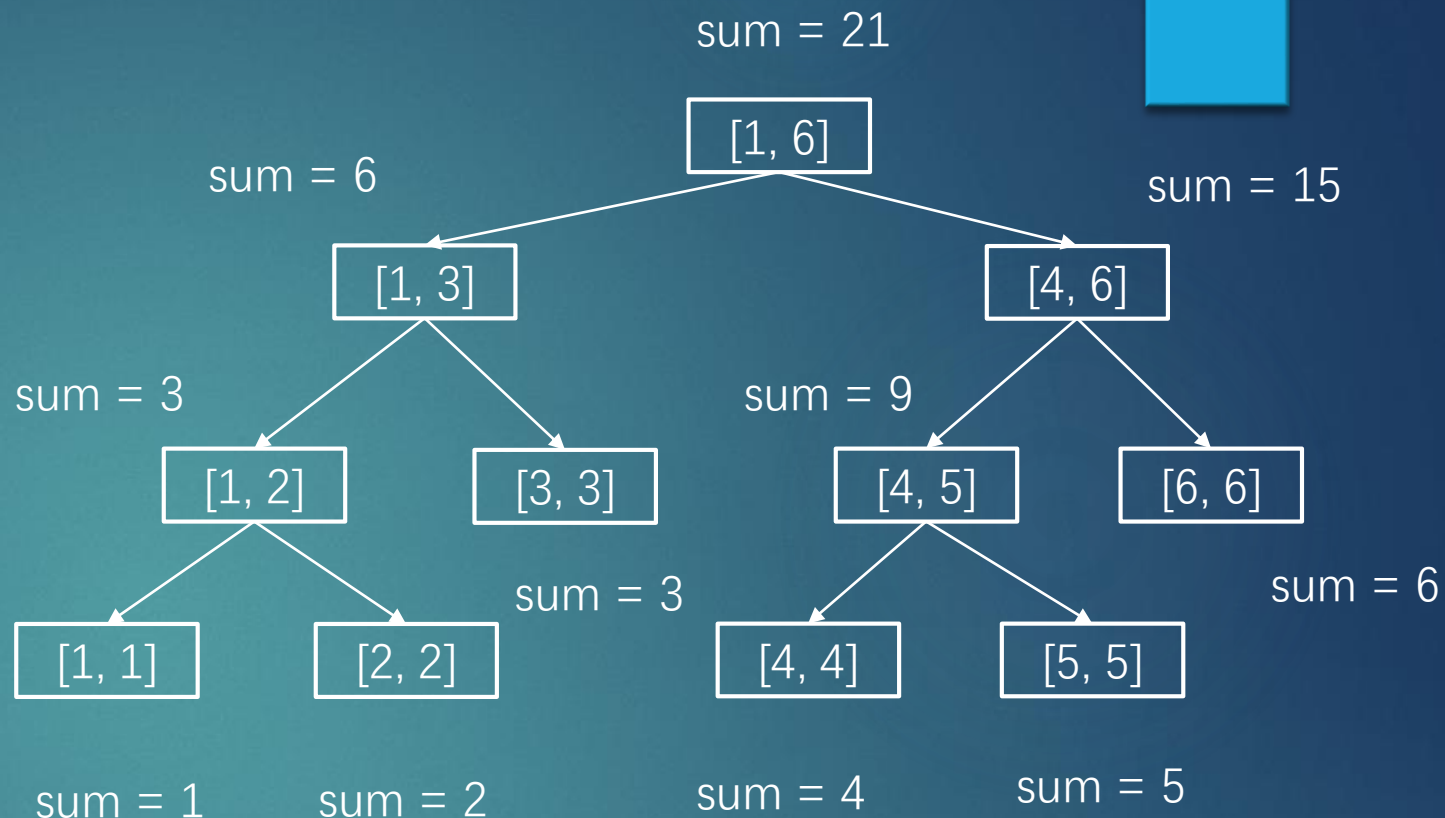 sum = 21
[1, 6]
sum = 6
sum = 15
[1, 3]
[4, 6]
sum = 3
sum = 9
[1, 2]
[3, 3]
[4, 5]
[6, 6]
sum = 3
sum = 6
[1, 1]
[2, 2]
[4, 4]
[5, 5]
sum = 1
sum = 2
sum = 4
sum = 5